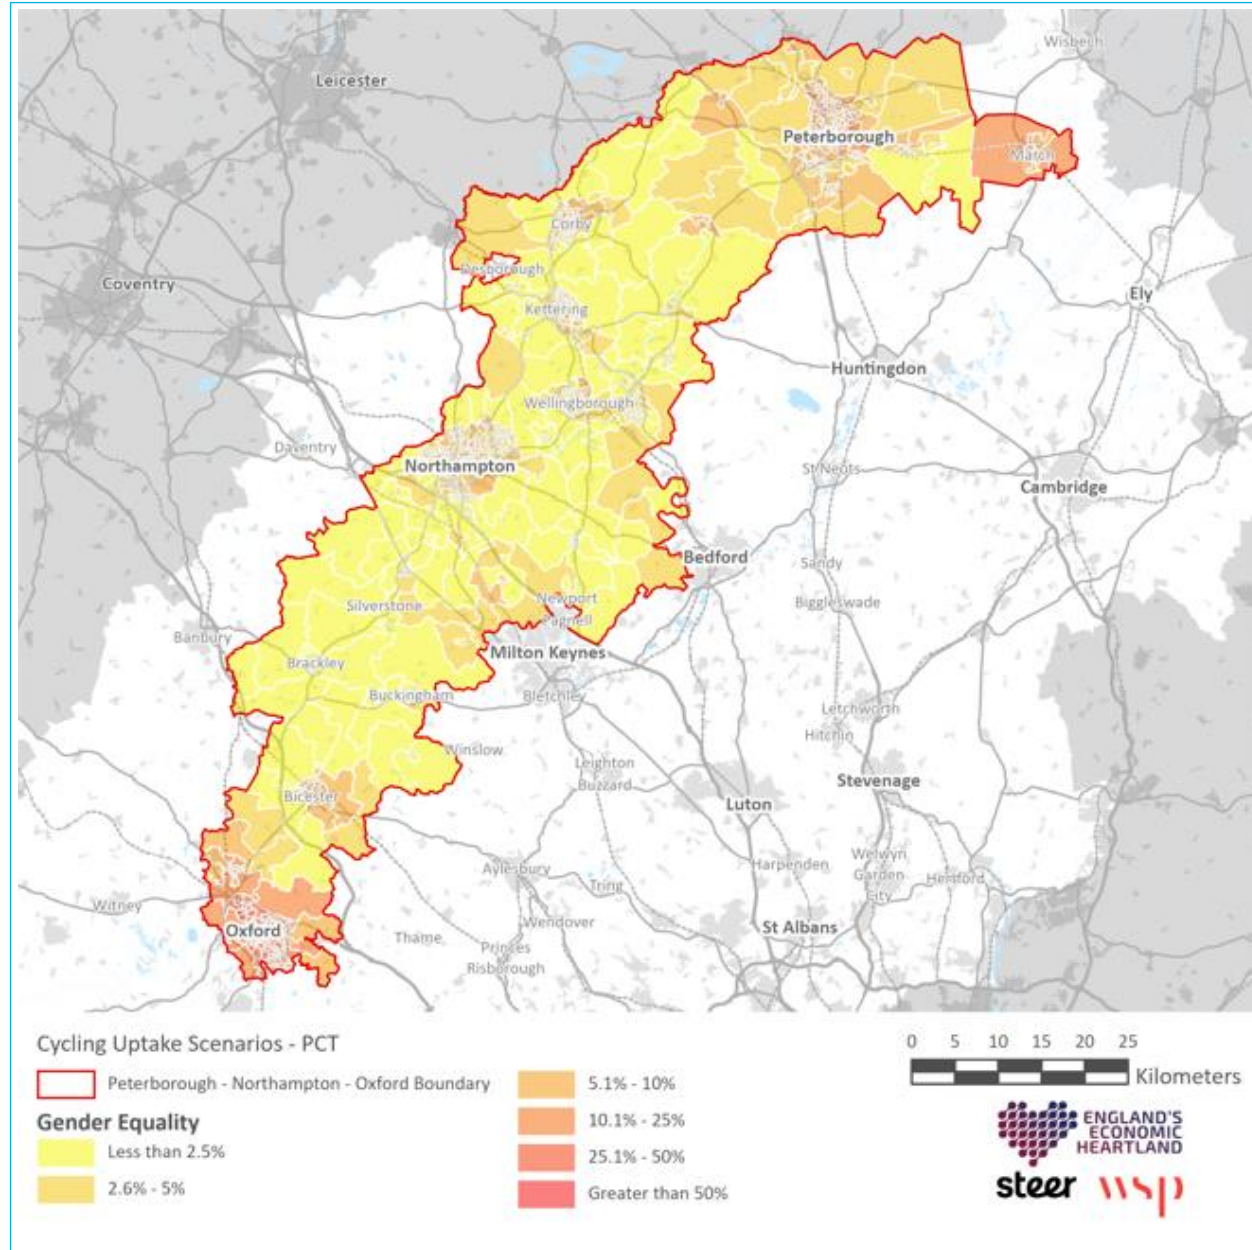 Wisbech
Leicester
Peterborough
March
Corby
Desborough
Coventry
Ely
Kettering
Huntingdon
Wellingborough
Daventry
Northampton
St Neots
Cambridge
Bedford
Sandy
Silverstone
Newport
Pagnell
Biggleswade
Banbury
Brackley
Milton Keynes
Buckingham
Bletchley
Letchworth
Hitchin
Winslow
Leighton
Buzzard
Stevenage
Bicester
Luton
Aylesbury
Harpenden
Welwyn
Garden
City
Hertford
Tring
Witney
Wendover
Oxford
Thame
Princes
Risborough
St Albans
Cycling Uptake Scenarios - PCT
Peterborough - Northampton - Oxford Boundary
Gender Equality
Less than 2.5%
2.6% - 5%
5.1% - 10%
10.1% - 25%
25.1% - 50%
Greater than 50%
0 5 10 15 20 25
Kilometers
ENGLAND'S
ECONOMIC
HEARTLAND
steer wsp